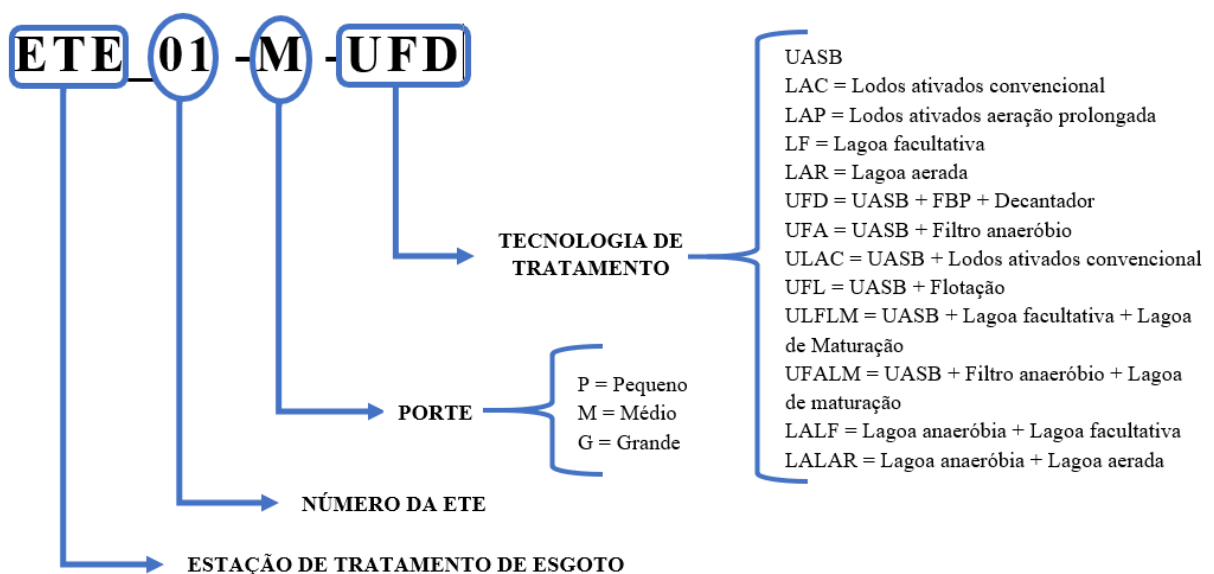 ETE_01 -M -UFD
UASB
LAC = Lodos ativados convencional
LAP = Lodos ativados aeração prolongada
LF = Lagoa facultativa
LAR = Lagoa aerada
UFD = UASB + FBP + Decantador
UFA = UASB + Filtro anaeróbio
ULAC = UASB + Lodos ativados convencional
UFL = UASB + Flotação
ULFLM = UASB + Lagoa facultativa + Lagoa
de Maturação
UFALM = UASB + Filtro anaeróbio + Lagoa
de maturação
LALF = Lagoa anaeróbia + Lagoa facultativa
LALAR = Lagoa anaeróbia + Lagoa aerada
TECNOLOGIA DE
TRATAMENTO
P = Pequeno
M = Médio
G = Grande
PORTE
NÚMERO DA ETE
ESTAÇÃO DE TRATAMENTO DE ESGOTO